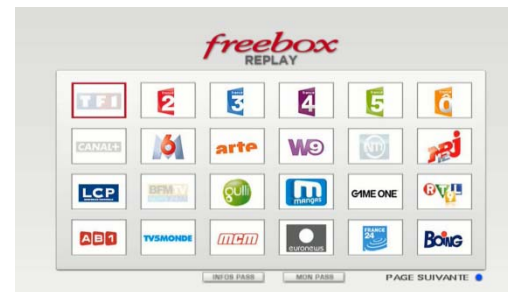 freebox
REPLAY
TF1 2 3 4 5 ô
CANAL+ M6 arte W9 NT1 NRJ
LCP BFM TV gulli mangas GAME ONE RTL
AB1 TV5MONDE mcm euronews FRANCE 24 BOiNG
INFOS PASS MON PASS PAGE SUIVANTE